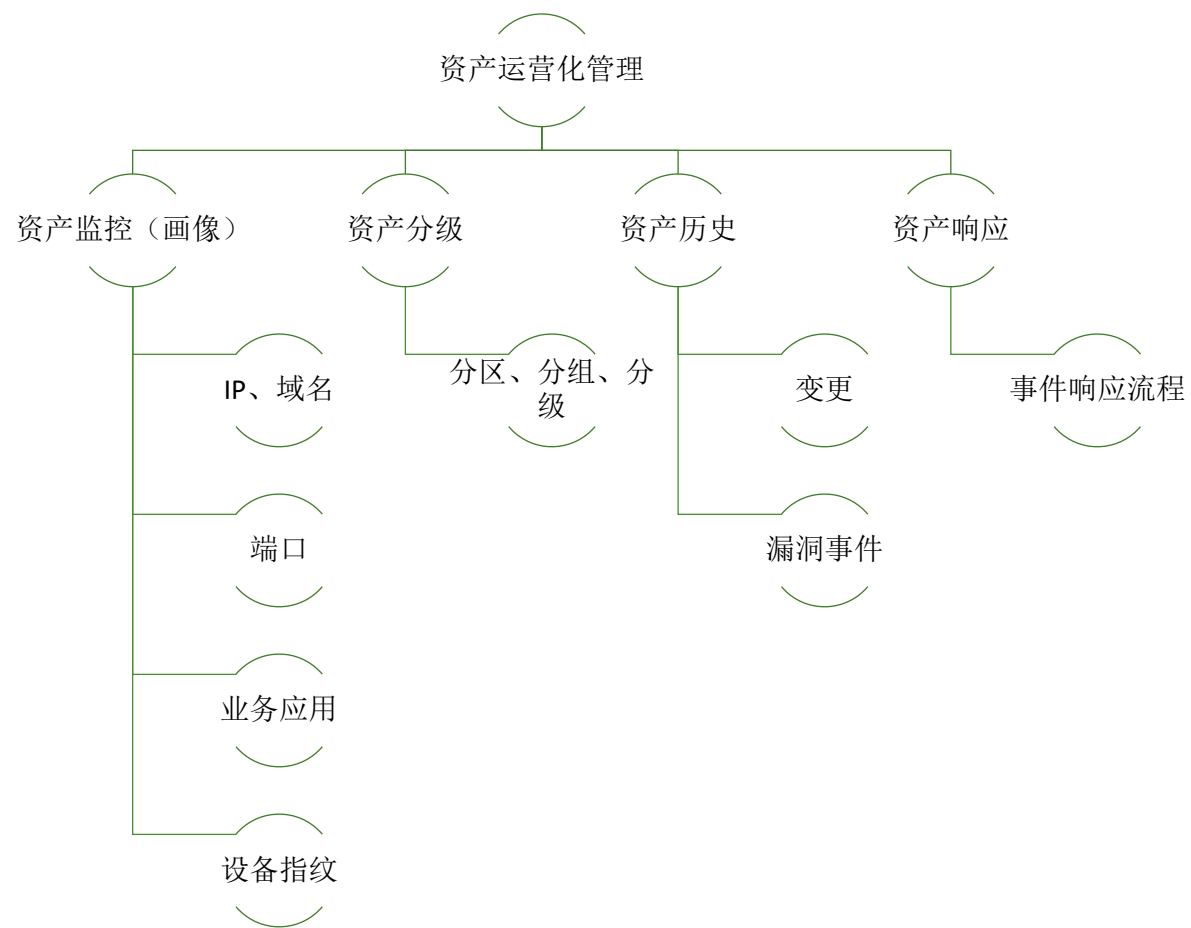 资产运营化管理
资产监控（画像）
资产分级
资产历史
资产响应
IP、域名
分区、分组、分
级
变更
事件响应流程
端口
漏洞事件
业务应用
设备指纹